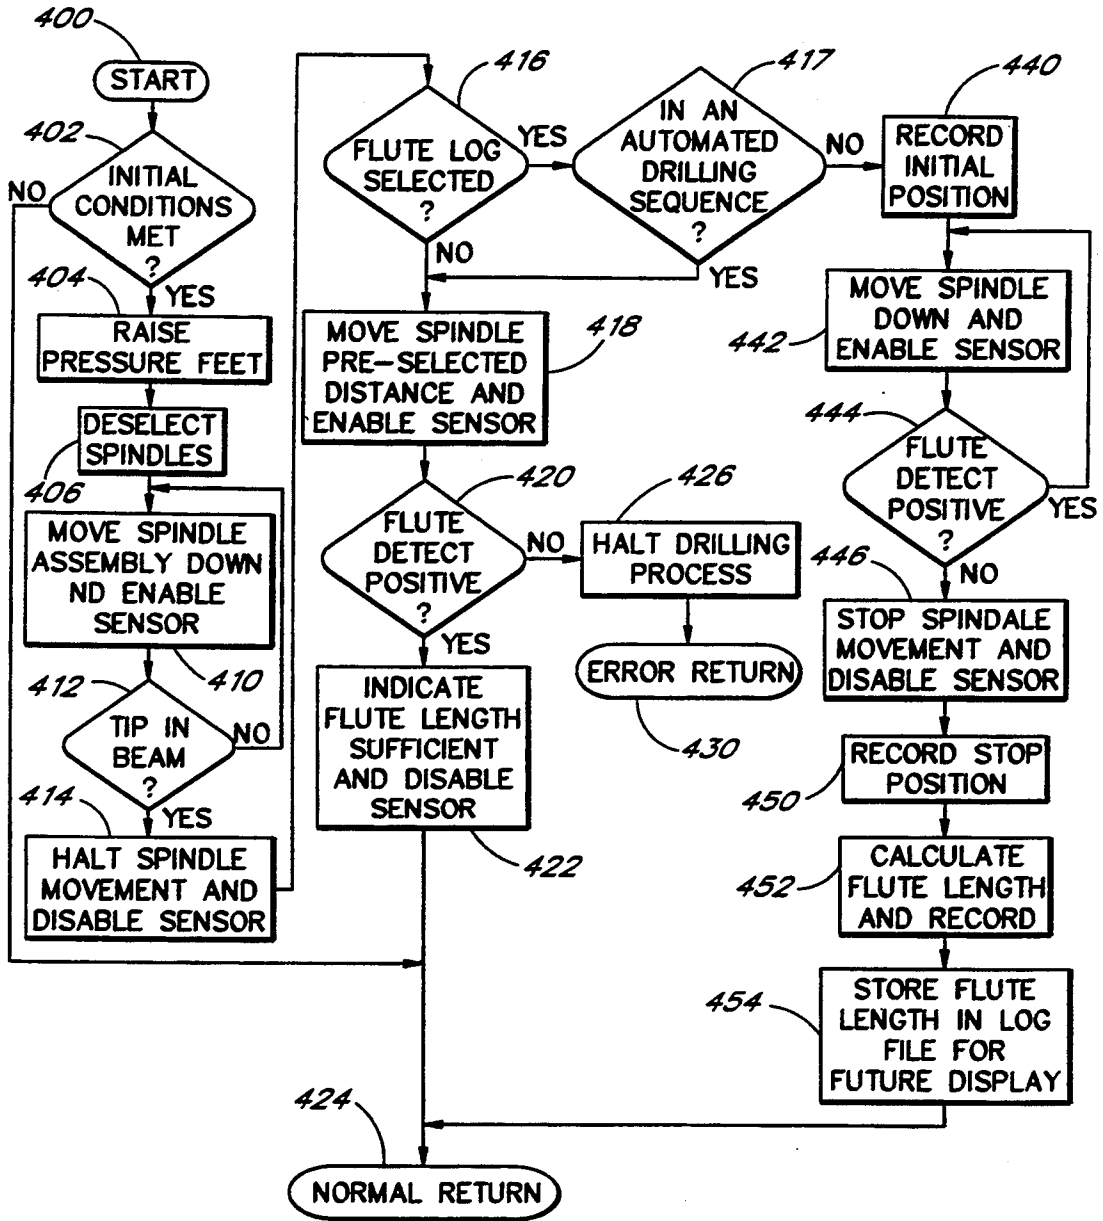 400
START
402
NO
INITIAL
CONDITIONS
MET
?
404
YES
RAISE
PRESSURE FEET
DESELECT
SPINDLES
406
MOVE SPINDLE
ASSEMBLY DOWN
ND ENABLE
SENSOR
412
410
TIP IN
BEAM
?
NO
414
YES
HALT SPINDLE
MOVEMENT AND
DISABLE SENSOR
416
FLUTE LOG
SELECTED
?
YES
NO
417
IN AN
AUTOMATED
DRILLING
SEQUENCE
?
NO
YES
MOVE SPINDLE
PRE-SELECTED
DISTANCE AND
ENABLE SENSOR
418
420
FLUTE
DETECT
POSITIVE
?
NO
YES
426
HALT DRILLING
PROCESS
ERROR RETURN
430
INDICATE
FLUTE LENGTH
SUFFICIENT
AND DISABLE
SENSOR
422
440
RECORD
INITIAL
POSITION
MOVE SPINDLE
DOWN AND
ENABLE SENSOR
442
444
FLUTE
DETECT
POSITIVE
?
YES
446
NO
STOP SPINDALE
MOVEMENT AND
DISABLE SENSOR
RECORD STOP
POSITION
450
CALCULATE
FLUTE LENGTH
AND RECORD
452
STORE FLUTE
LENGTH IN LOG
FILE FOR
FUTURE DISPLAY
454
424
NORMAL RETURN